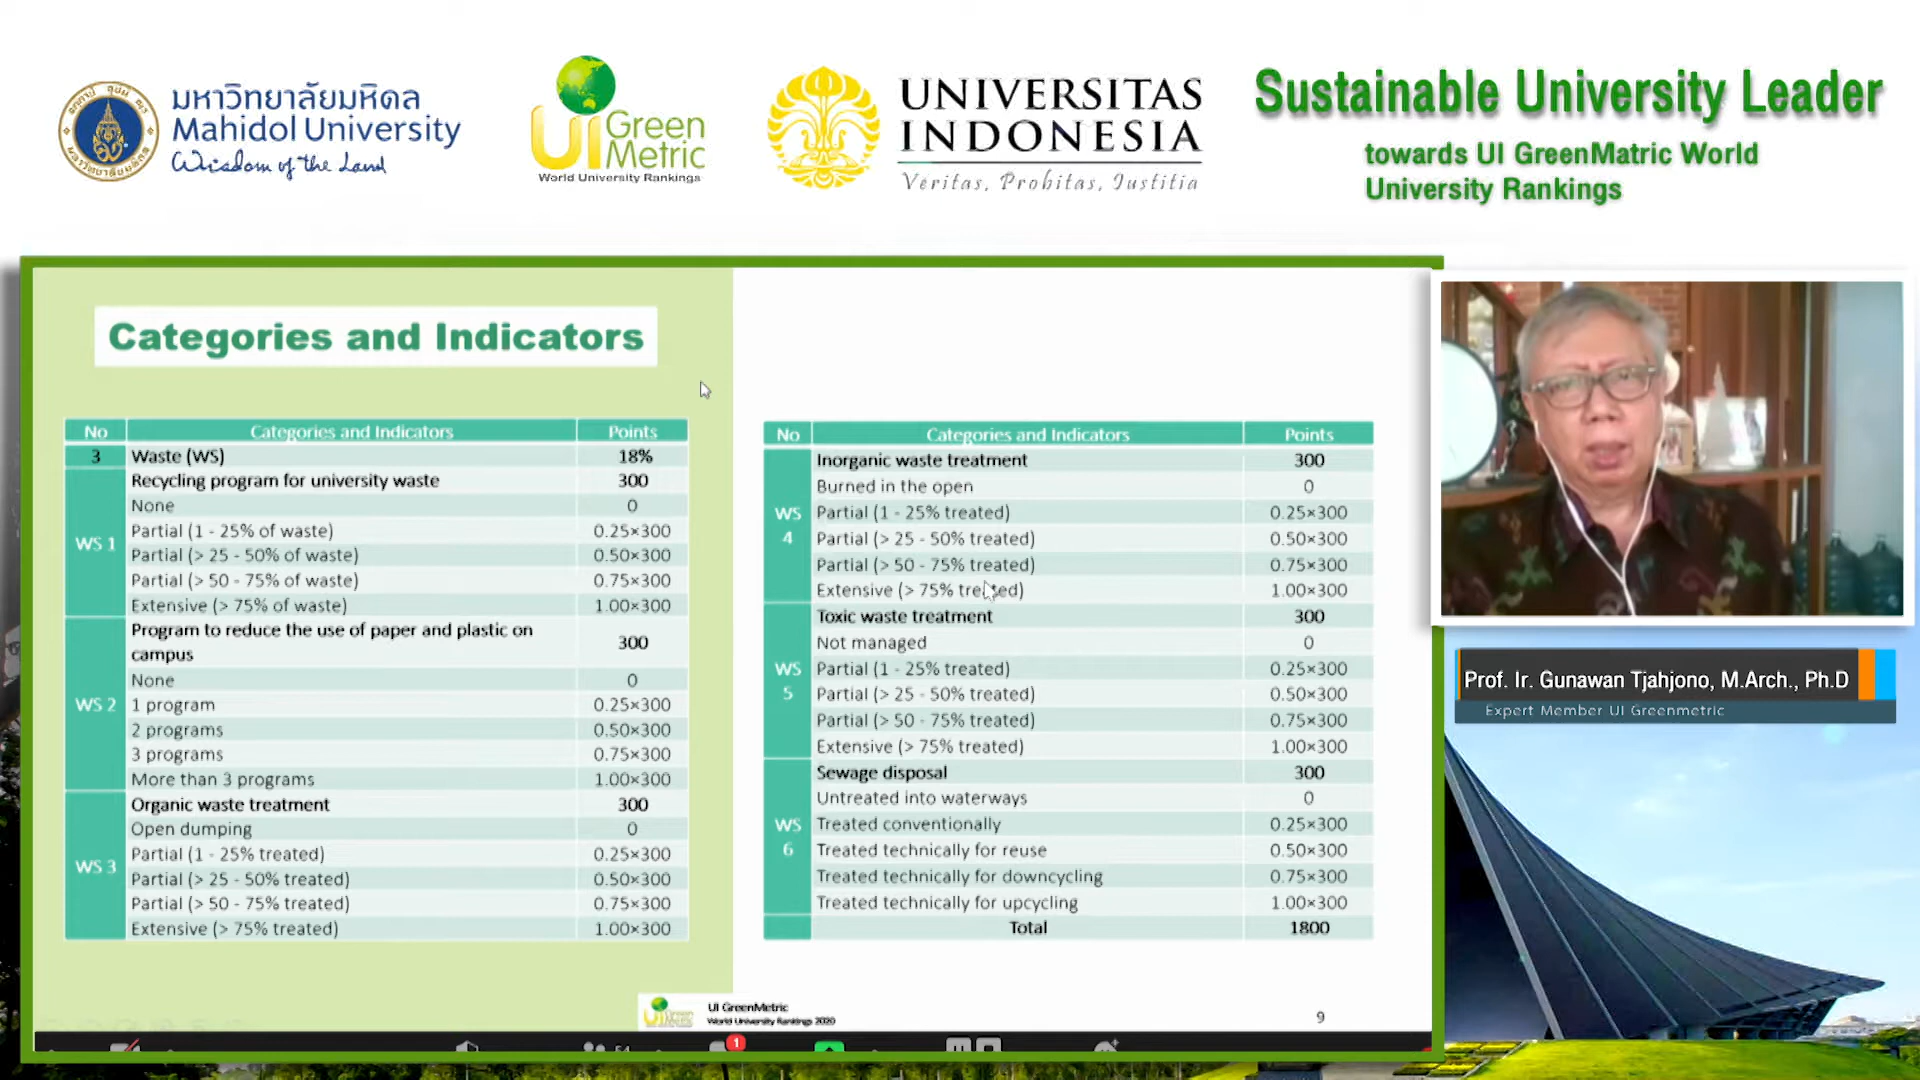 มหาวิทยาลัยมหิดล
Mahidol University
Wisdom of the Land
UI Green
Metric
World University Rankings
UNIVERSITAS
INDONESIA
Veritas, Probitas, Iustitia
Sustainable University Leader
towards UI GreenMatric World
University Rankings
Categories and Indicators
No Categories and Indicators Points
3 Waste (WS) 18%
WS 1
Recycling program for university waste 300
None 0
Partial (1 - 25% of waste) 0.25×300
Partial (> 25 - 50% of waste) 0.50×300
Partial (> 50 - 75% of waste) 0.75×300
Extensive (> 75% of waste) 1.00×300
WS 2
Program to reduce the use of paper and plastic on
campus 300
None 0
1 program 0.25×300
2 programs 0.50×300
3 programs 0.75×300
More than 3 programs 1.00×300
WS 3
Organic waste treatment 300
Open dumping 0
Partial (1 - 25% treated) 0.25×300
Partial (> 25 - 50% treated) 0.50×300
Partial (> 50 - 75% treated) 0.75×300
Extensive (> 75% treated) 1.00×300
No Categories and Indicators Points
WS
4
Inorganic waste treatment 300
Burned in the open 0
Partial (1 - 25% treated) 0.25×300
Partial (> 25 - 50% treated) 0.50×300
Partial (> 50 - 75% treated) 0.75×300
Extensive (> 75% treated) 1.00×300
WS
5
Toxic waste treatment 300
Not managed 0
Partial (1 - 25% treated) 0.25×300
Partial (> 25 - 50% treated) 0.50×300
Partial (> 50 - 75% treated) 0.75×300
Extensive (> 75% treated) 1.00×300
WS
6
Sewage disposal 300
Untreated into waterways 0
Treated conventionally 0.25×300
Treated technically for reuse 0.50×300
Treated technically for downcycling 0.75×300
Treated technically for upcycling 1.00×300
Total 1800
UI GreenMetric
World University Rankings 2020
9
1
Prof. Ir. Gunawan Tjahjono, M.Arch., Ph.D
Expert Member UI Greenmetric